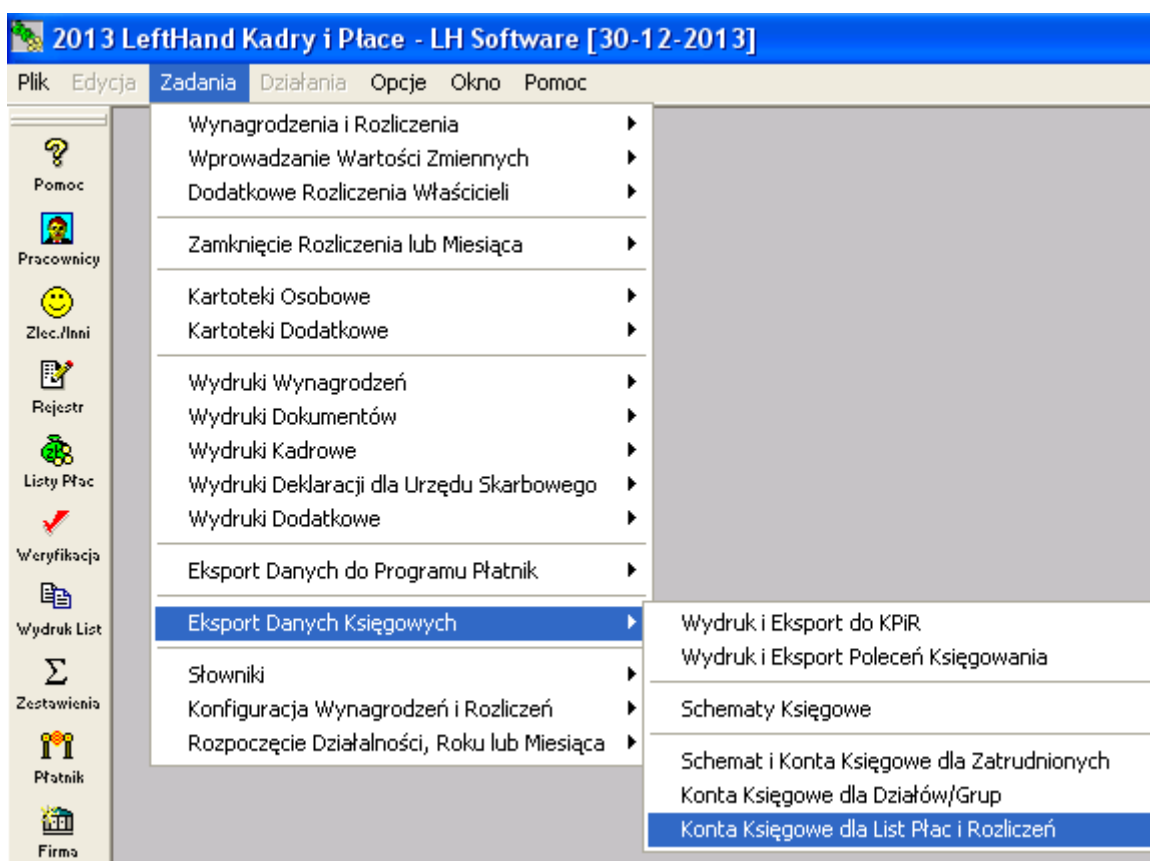 2013 LeftHand Kadry i Płace - LH Software [30-12-2013]
Plik Edycja Zadania Działania Opcje Okno Pomoc
Pomoc
Pracownicy
Zlec./Inni
Rejestr
Listy Płac
Weryfikacja
Wydruk List
Zestawienia
Płatnik
Firma
Wynagrodzenia i Rozliczenia
Wprowadzanie Wartości Zmiennych
Dodatkowe Rozliczenia Właścicieli
Zamknięcie Rozliczenia lub Miesiąca
Kartoteki Osobowe
Kartoteki Dodatkowe
Wydruki Wynagrodzeń
Wydruki Dokumentów
Wydruki Kadrowe
Wydruki Deklaracji dla Urzędu Skarbowego
Wydruki Dodatkowe
Eksport Danych do Programu Płatnik
Eksport Danych Księgowych
Słowniki
Konfiguracja Wynagrodzeń i Rozliczeń
Rozpoczęcie Działalności, Roku lub Miesiąca
Wydruk i Eksport do KPiR
Wydruk i Eksport Poleceń Księgowania
Schematy Księgowe
Schemat i Konta Księgowe dla Zatrudnionych
Konta Księgowe dla Działów/Grup
Konta Księgowe dla List Płac i Rozliczeń